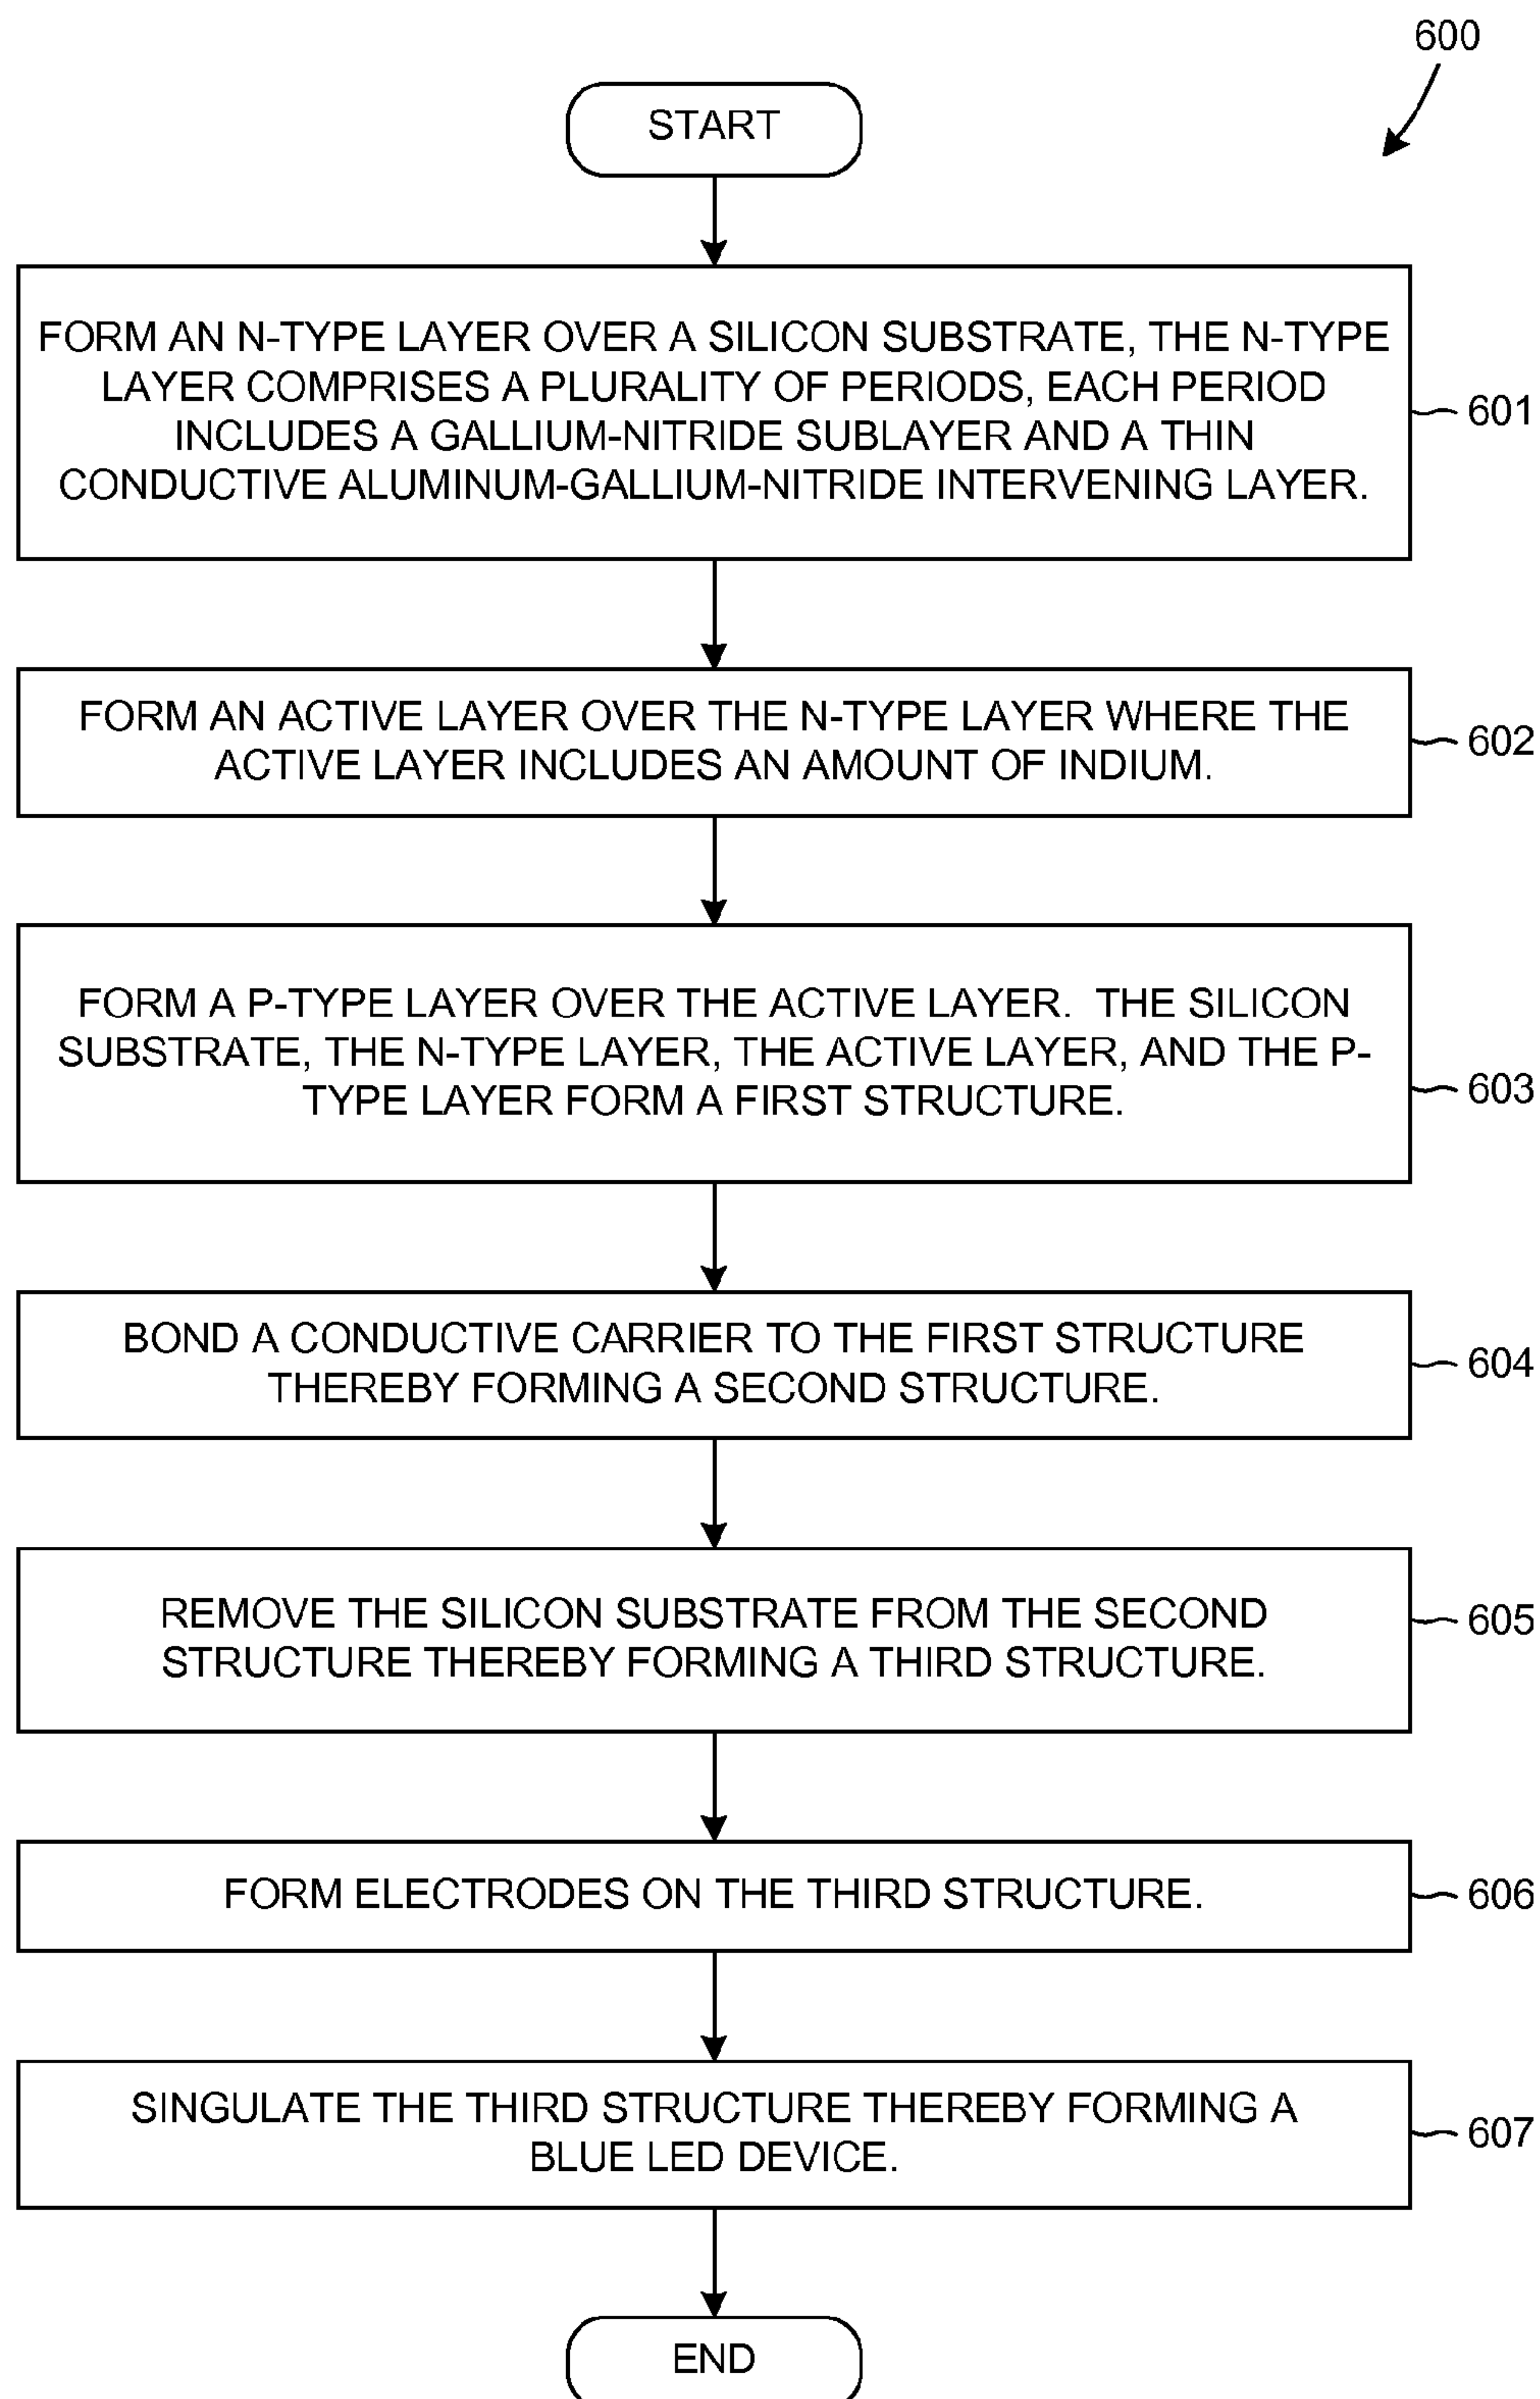 600
START
FORM AN N-TYPE LAYER OVER A SILICON SUBSTRATE, THE N-TYPE
LAYER COMPRISES A PLURALITY OF PERIODS, EACH PERIOD
INCLUDES A GALLIUM-NITRIDE SUBLAYER AND A THIN
CONDUCTIVE ALUMINUM-GALLIUM-NITRIDE INTERVENING LAYER.
601
FORM AN ACTIVE LAYER OVER THE N-TYPE LAYER WHERE THE
ACTIVE LAYER INCLUDES AN AMOUNT OF INDIUM.
602
FORM A P-TYPE LAYER OVER THE ACTIVE LAYER. THE SILICON
SUBSTRATE, THE N-TYPE LAYER, THE ACTIVE LAYER, AND THE P-
TYPE LAYER FORM A FIRST STRUCTURE.
603
BOND A CONDUCTIVE CARRIER TO THE FIRST STRUCTURE
THEREBY FORMING A SECOND STRUCTURE.
604
REMOVE THE SILICON SUBSTRATE FROM THE SECOND
STRUCTURE THEREBY FORMING A THIRD STRUCTURE.
605
FORM ELECTRODES ON THE THIRD STRUCTURE.
606
SINGULATE THE THIRD STRUCTURE THEREBY FORMING A
BLUE LED DEVICE.
607
END